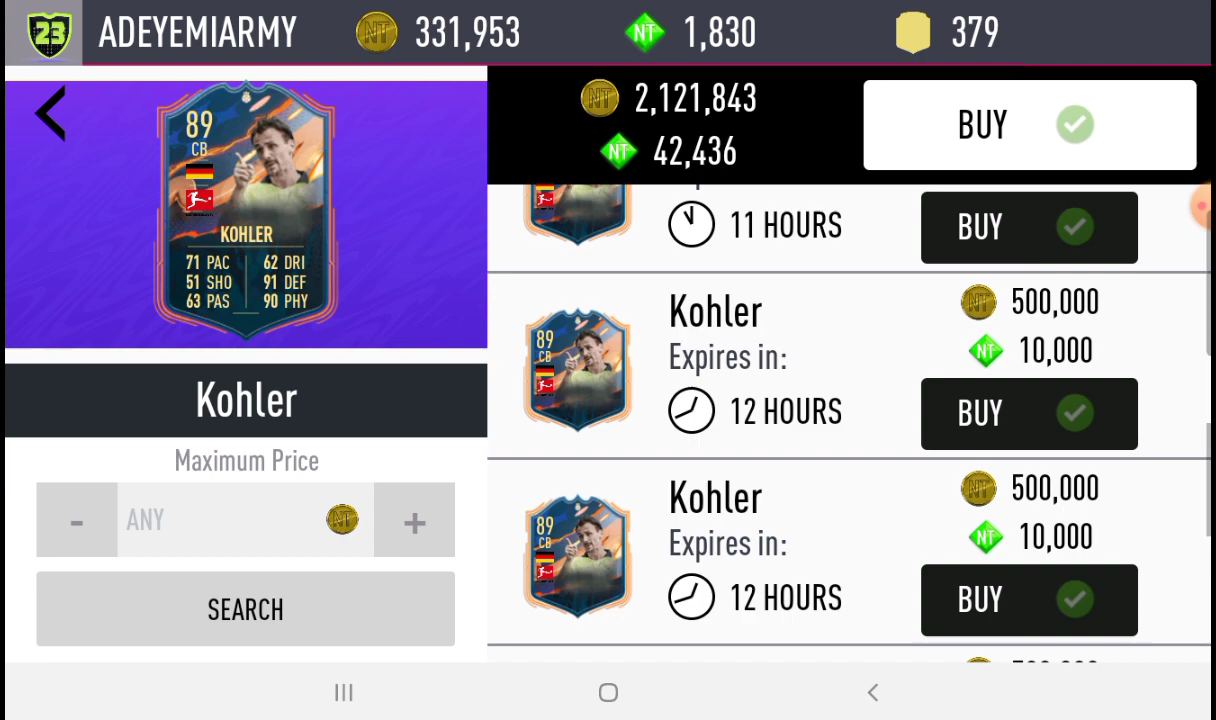 23 ADEYEMIARMY NT 331,953 NT 1,830 379
89
CB
KOHLER
71 PAC 62 DRI
51 SHO 91 DEF
63 PAS 90 PHY
Kohler
Maximum Price
- ANY NT +
SEARCH
NT 2,121,843
NT 42,436
BUY
11 HOURS
BUY
89
CB
Kohler
Expires in:
12 HOURS
NT 500,000
NT 10,000
BUY
89
CB
Kohler
Expires in:
12 HOURS
NT 500,000
NT 10,000
BUY